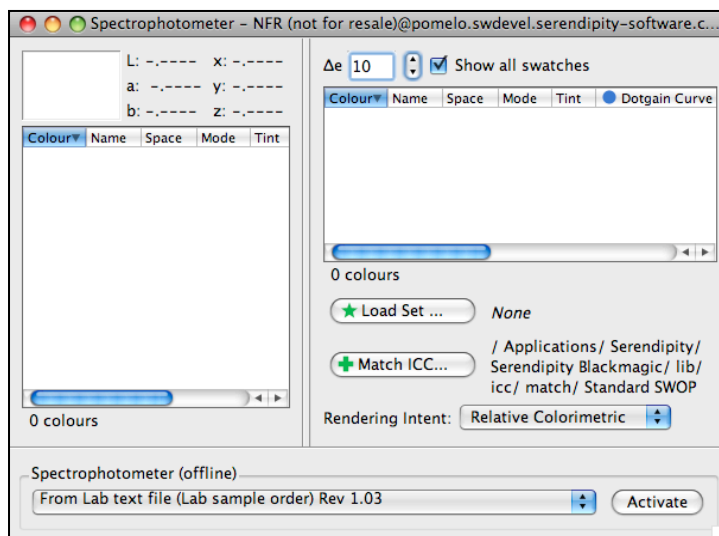 Spectrophotometer – NFR (not for resale)@pomelo.swdevel.serendipity-software.c...
L: -.---- x: -.----
a: -.---- y: -.----
b: -.---- z: -.----
Colour Name Space Mode Tint
0 colours
Δe 10 Show all swatches
Colour Name Space Mode Tint Dotgain Curve
0 colours
Load Set ... None
Match ICC... / Applications/ Serendipity/
Serendipity Blackmagic/ lib/
icc/ match/ Standard SWOP
Rendering Intent: Relative Colorimetric
Spectrophotometer (offline)
From Lab text file (Lab sample order) Rev 1.03 Activate